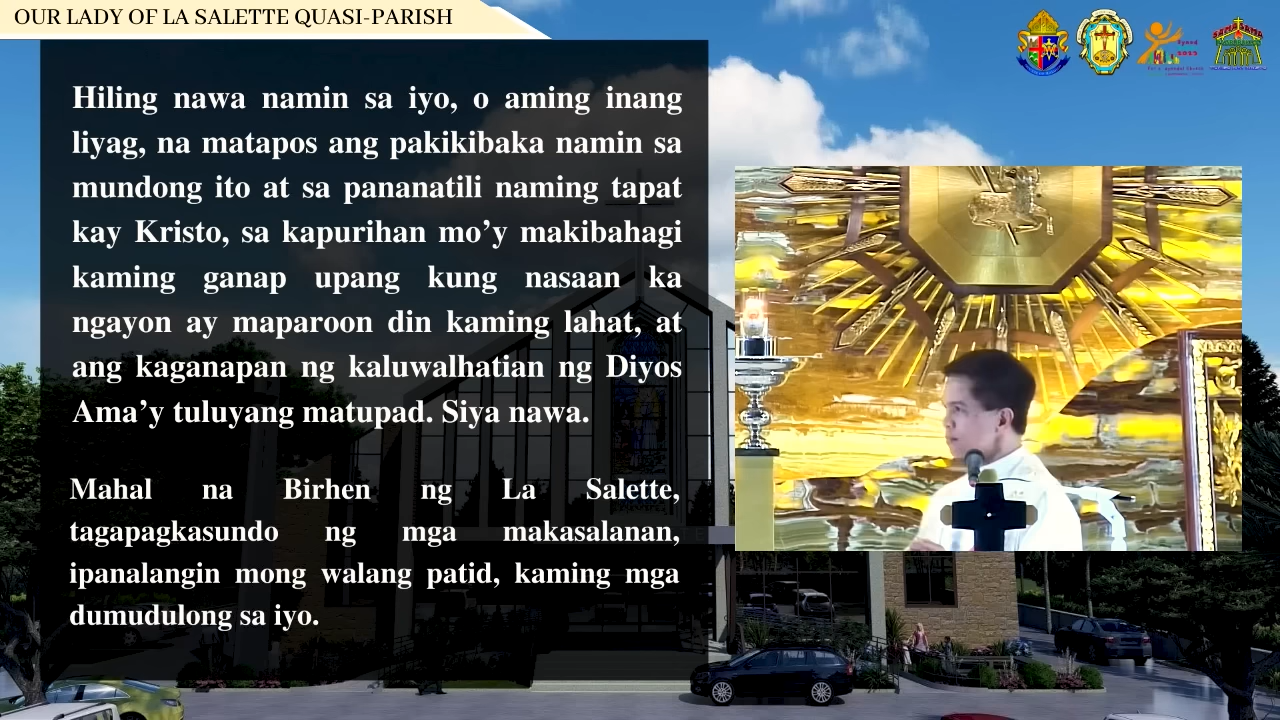 OUR LADY OF LA SALETTE QUASI-PARISH
Hiling nawa namin sa iyo, o aming inang
liyag, na matapos ang pakikibaka namin sa
mundong ito at sa pananatili naming tapat
kay Kristo, sa kapurihan mo’y makibahagi
kaming ganap upang kung nasaan ka
ngayon ay maparoon din kaming lahat, at
ang kaganapan ng kaluwalhatian ng Diyos
Ama’y tuluyang matupad. Siya nawa.
Mahal na Birhen ng La Salette,
tagapagkasundo ng mga makasalanan,
ipanalangin mong walang patid, kaming mga
dumudulong sa iyo.